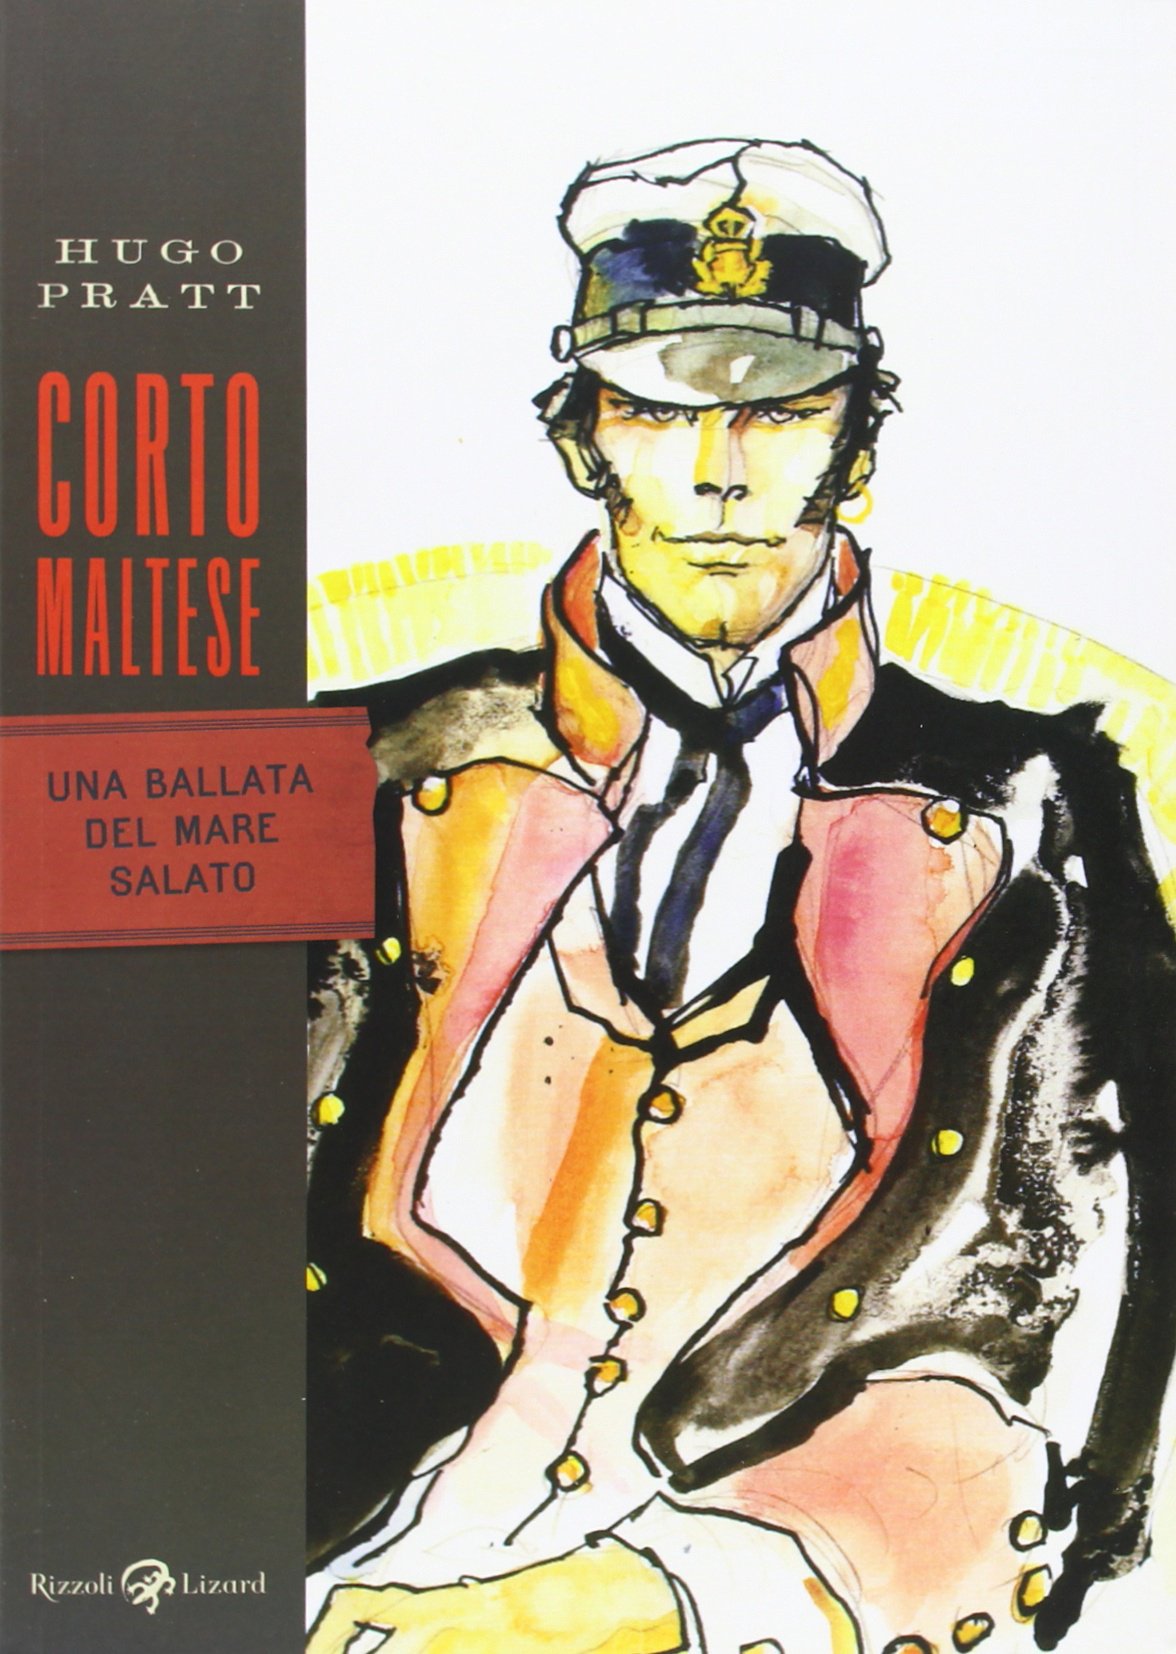 HUGO
PRATT
CORTO
MALTESE
UNA BALLATA
DEL MARE
SALATO
Rizzoli Lizard